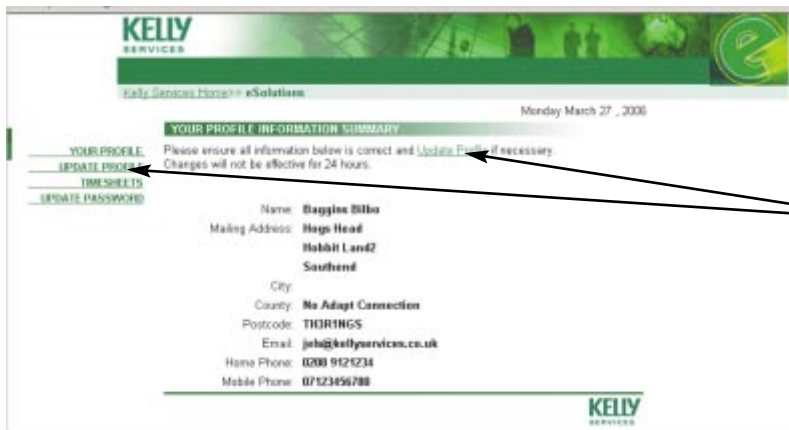 KELLY
SERVICES
Kelly Services Home>> eSolutions
Monday March 27 , 2006
YOUR PROFILE INFORMATION SUMMARY
YOUR PROFILE
UPDATE PROFILE
TIMESHEETS
UPDATE PASSWORD
Please ensure all information below is correct and Update Profile if necessary.
Changes will not be effective for 24 hours.
Name: Baggins Bilbo
Mailing Address: Hogs Head
Hobbit Land2
Southend
City:
County: No Adapt Connection
Postcode: TH3R1NGS
Email: jeh@kellyservices.co.uk
Home Phone: 0208 9121234
Mobile Phone: 07123456788
KELLY
SERVICES